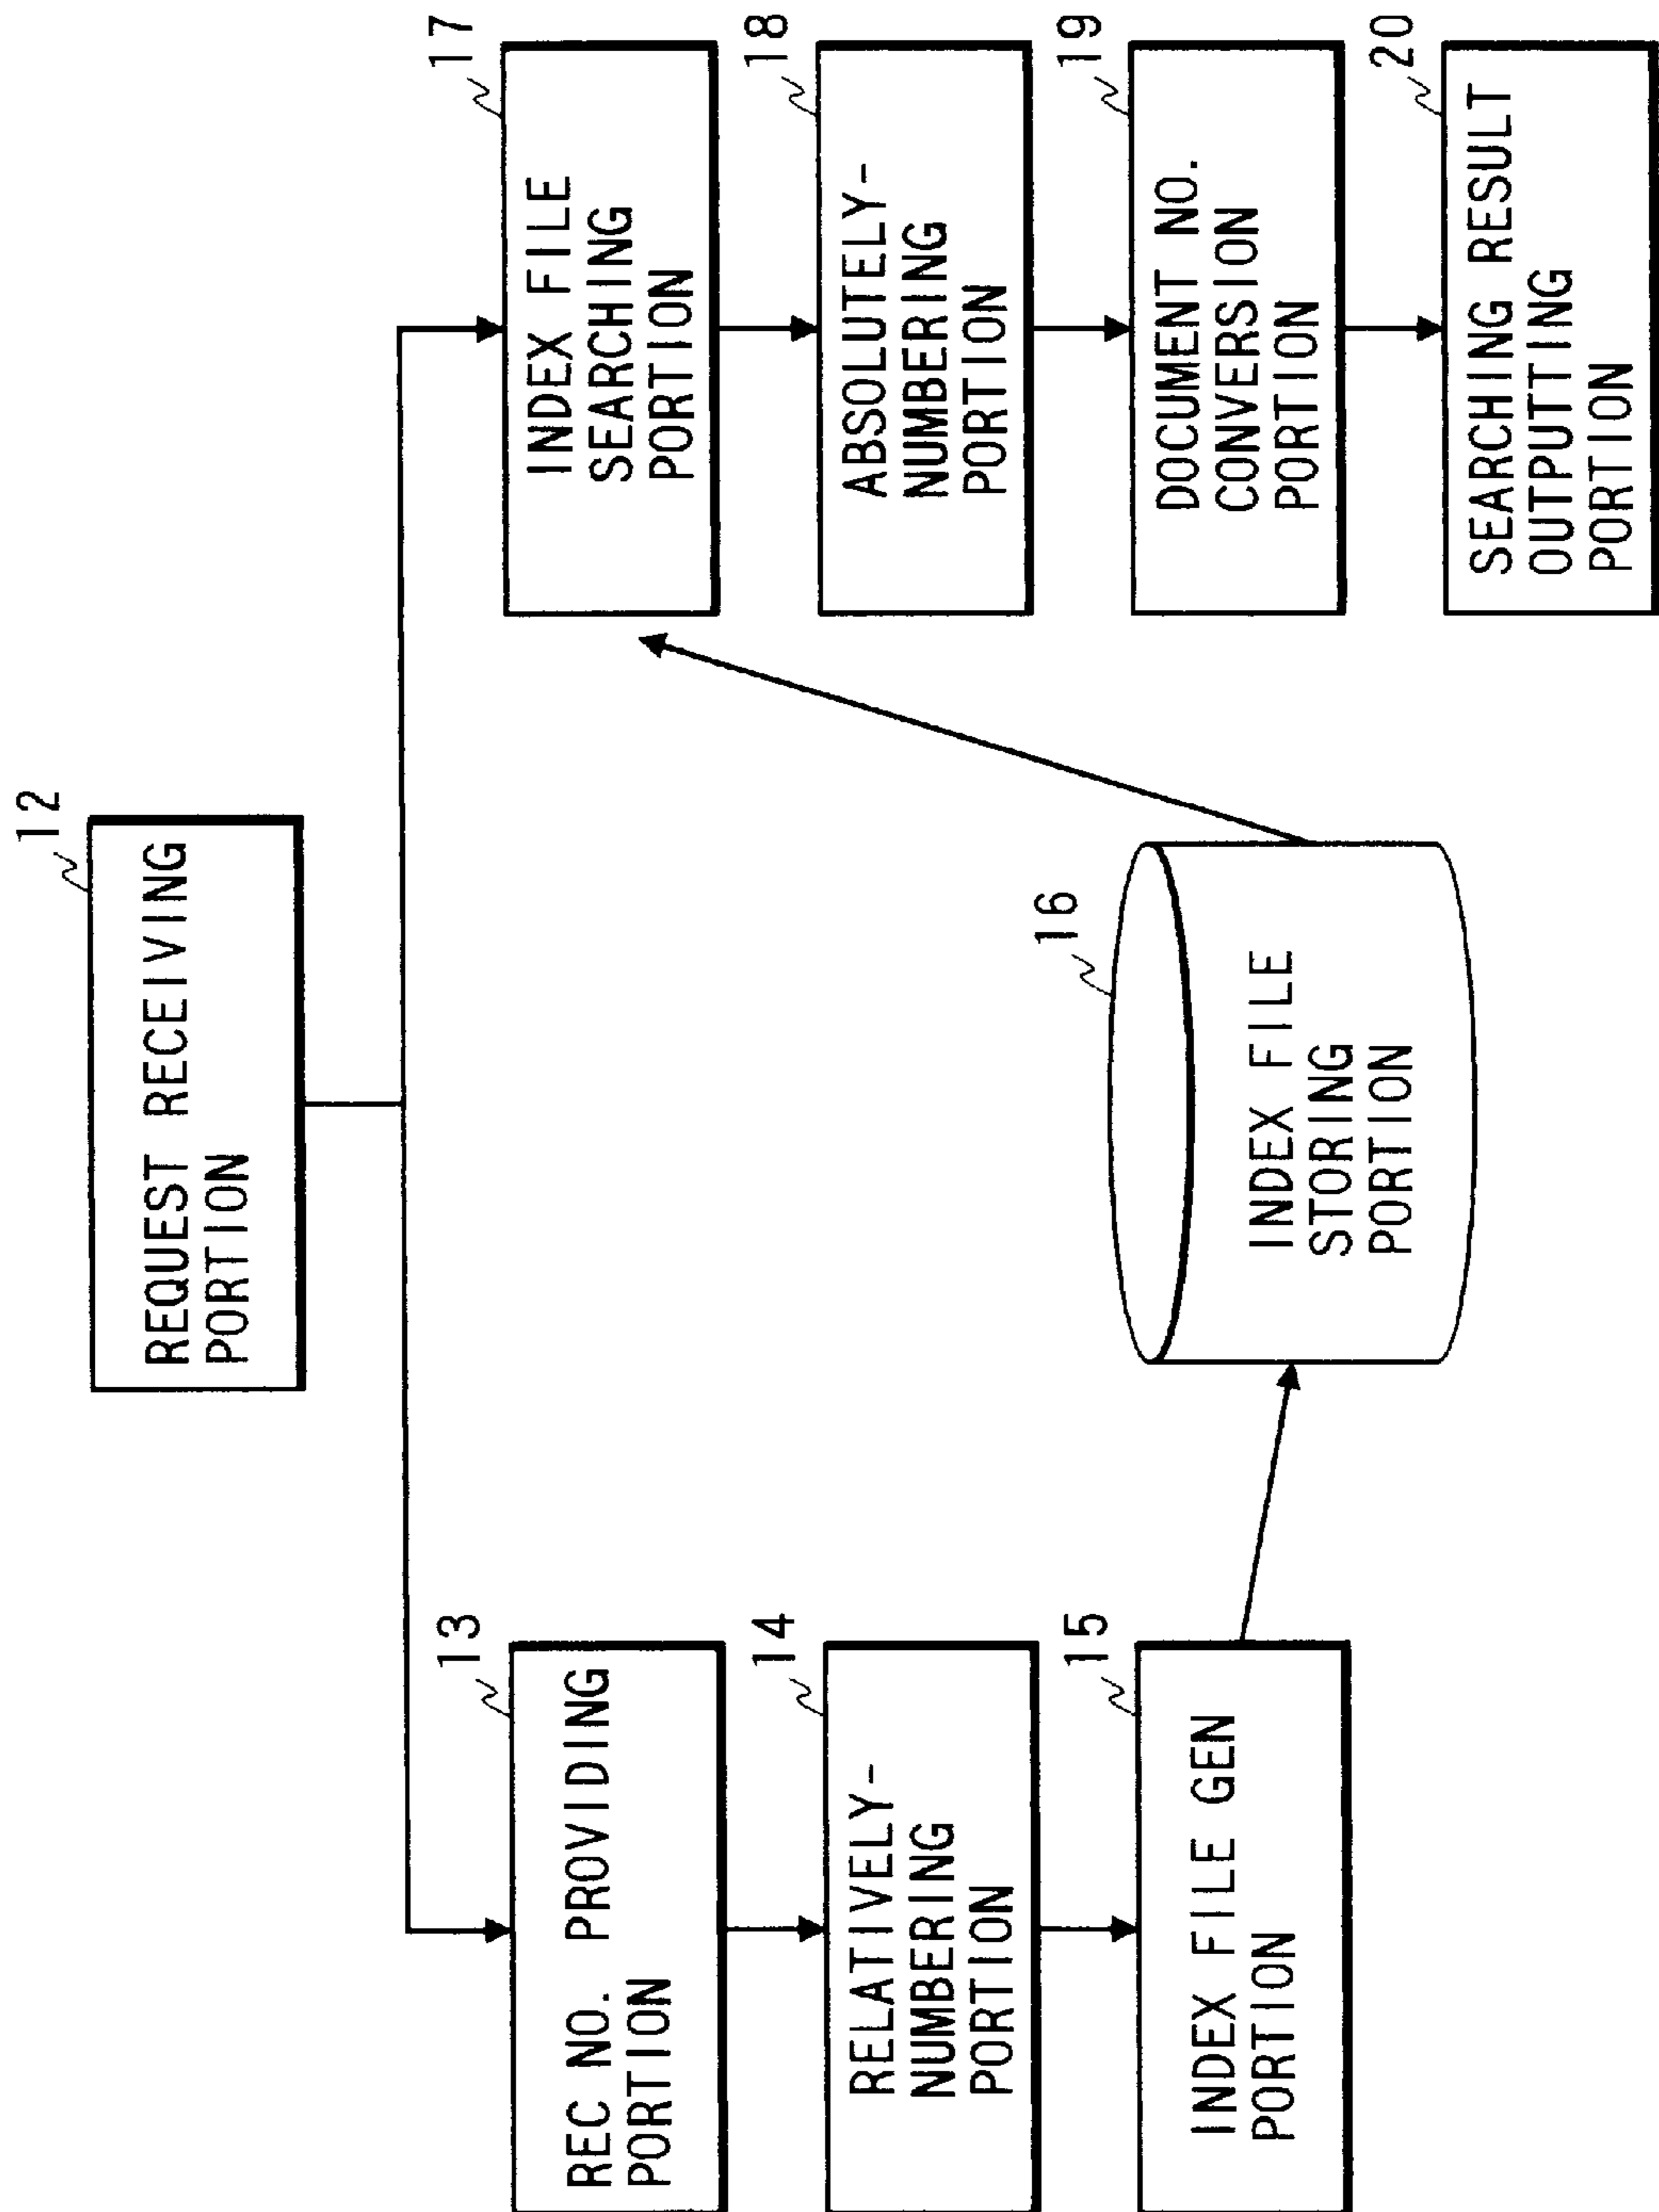 12
REQUEST RECEIVING
PORTION
13
REC NO. PROVIDING
PORTION
14
RELATIVELY-
NUMBERING
PORTION
15
INDEX FILE GEN
PORTION
16
INDEX FILE
STORING
PORTION
17
INDEX FILE
SEARCHING
PORTION
18
ABSOLUTELY-
NUMBERING
PORTION
19
DOCUMENT NO.
CONVERSION
PORTION
20
SEARCHING RESULT
OUTPUTTING
PORTION